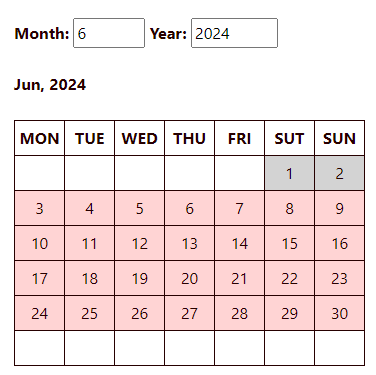 Month: 6 Year: 2024
Jun, 2024
MON TUE WED THU FRI SUT SUN
1 2
3 4 5 6 7 8 9
10 11 12 13 14 15 16
17 18 19 20 21 22 23
24 25 26 27 28 29 30